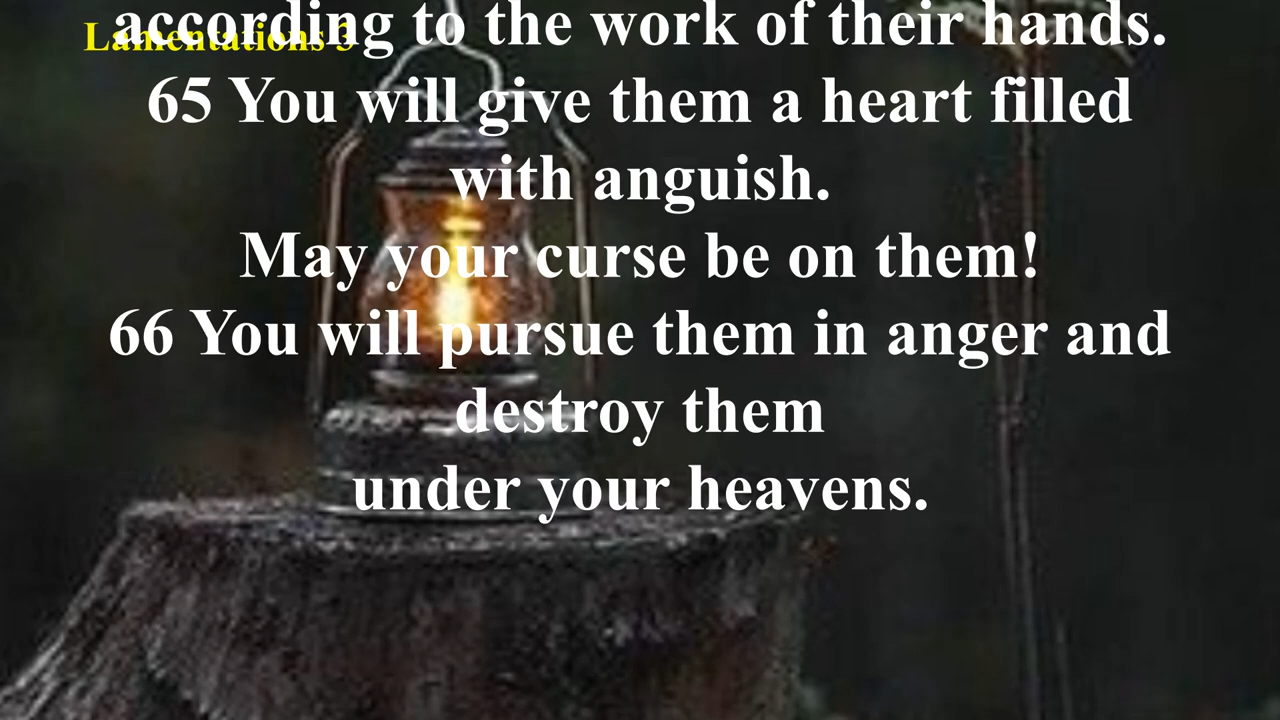 Lamentations 3
according to the work of their hands.
65 You will give them a heart filled
with anguish.
May your curse be on them!
66 You will pursue them in anger and
destroy them
under your heavens.